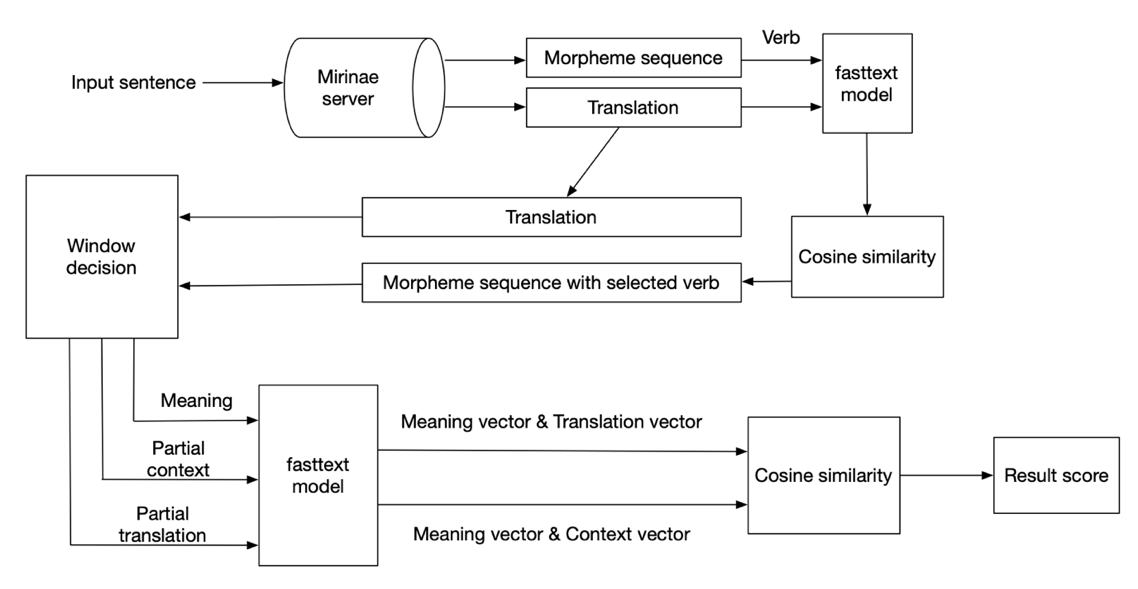 Input sentence
Mirinae
server
Morpheme sequence
Verb
Translation
fasttext
model
Translation
Cosine similarity
Morpheme sequence with selected verb
Window
decision
Meaning
Partial
context
Partial
translation
fasttext
model
Meaning vector & Translation vector
Meaning vector & Context vector
Cosine similarity
Result score